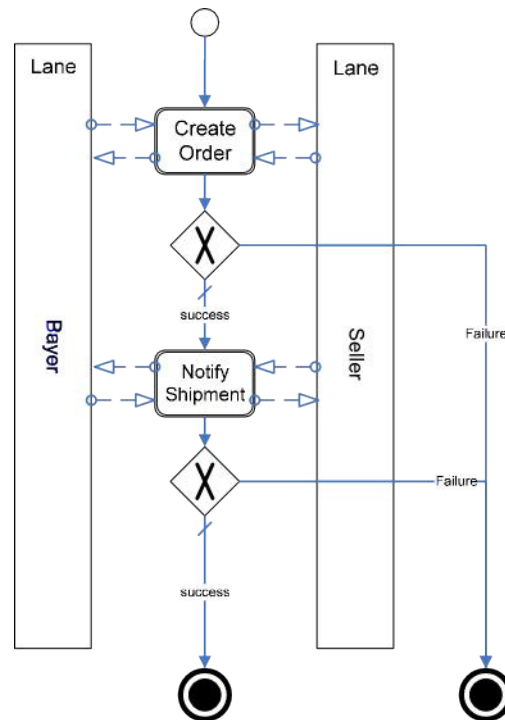 Lane
Lane
Create
Order
success
Failure
Bayer
Seller
Notify
Shipment
Failure
success